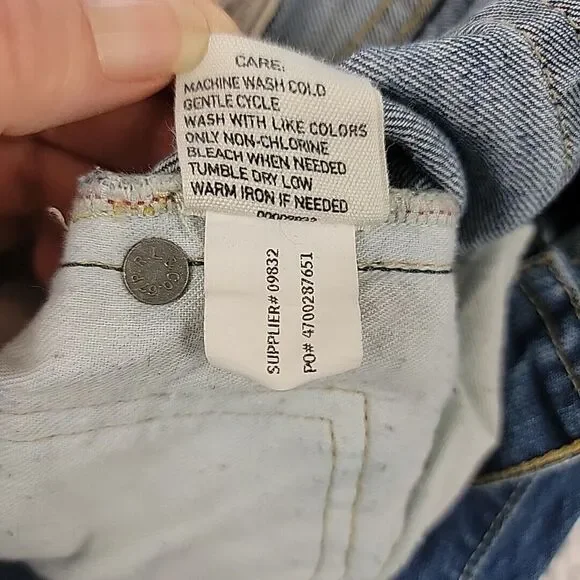 CARE:
MACHINE WASH COLD
GENTLE CYCLE
WASH WITH LIKE COLORS
ONLY NON-CHLORINE
BLEACH WHEN NEEDED
TUMBLE DRY LOW
WARM IRON IF NEEDED
SUPPLIER# 09832
PO# 4700287651